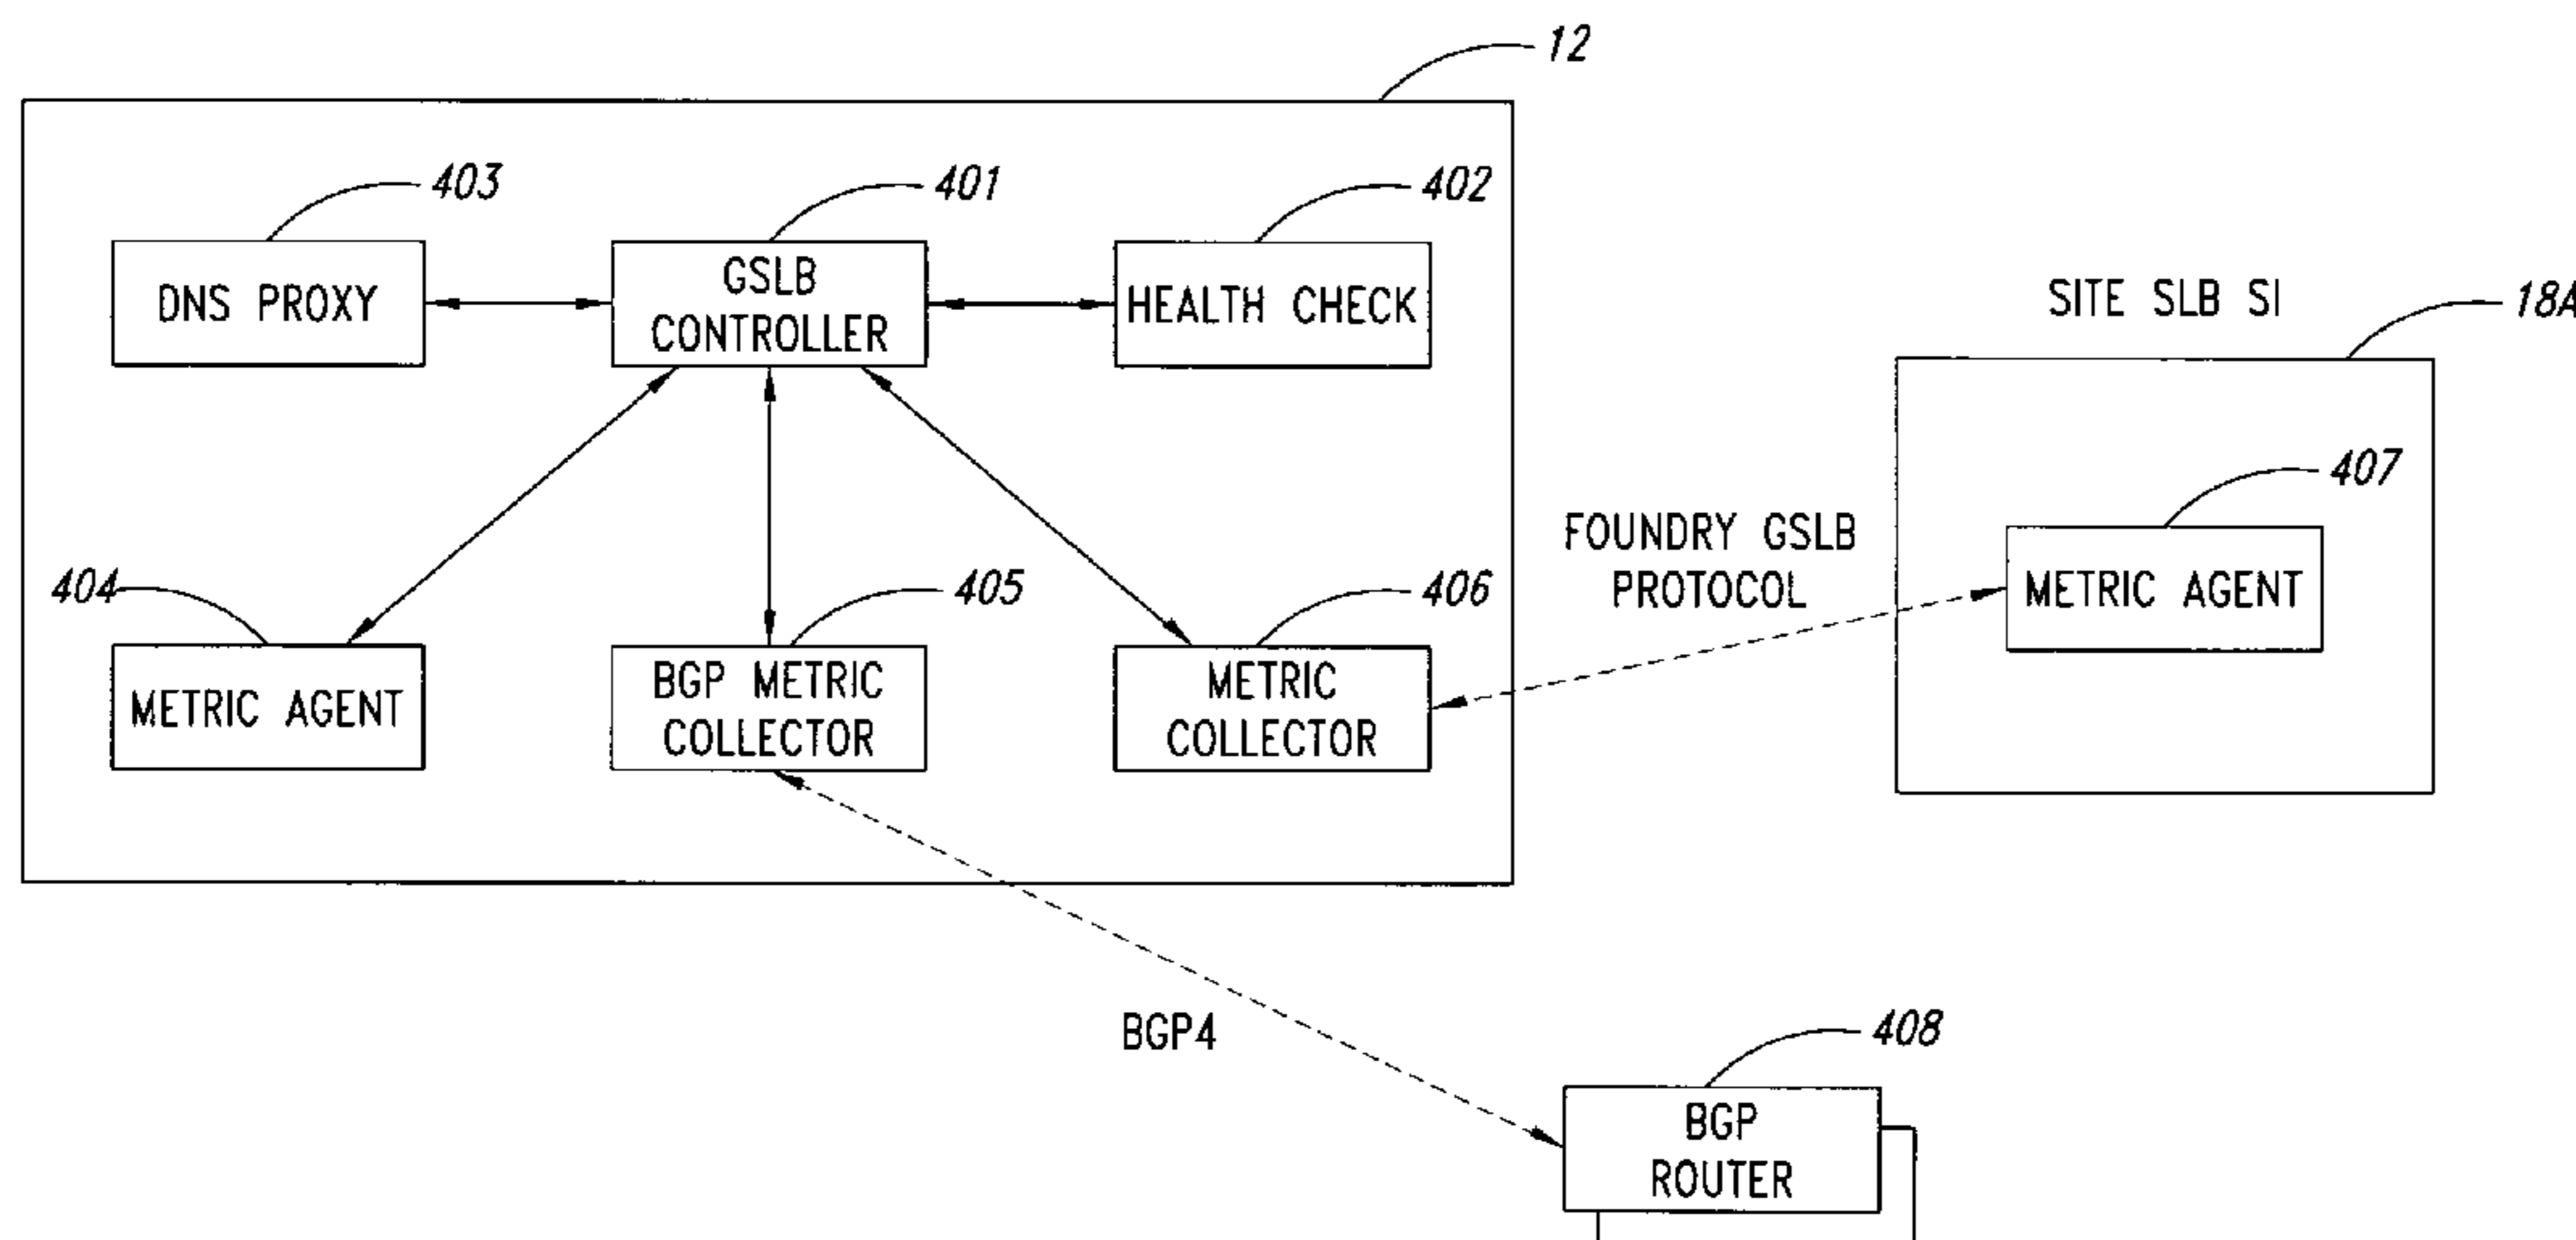 12
403
401
402
DNS PROXY
GSLB
CONTROLLER
HEALTH CHECK
SITE SLB SI
18A
407
FOUNDRY GSLB
PROTOCOL
METRIC AGENT
404
405
406
METRIC AGENT
BGP METRIC
COLLECTOR
METRIC
COLLECTOR
BGP4
408
BGP
ROUTER